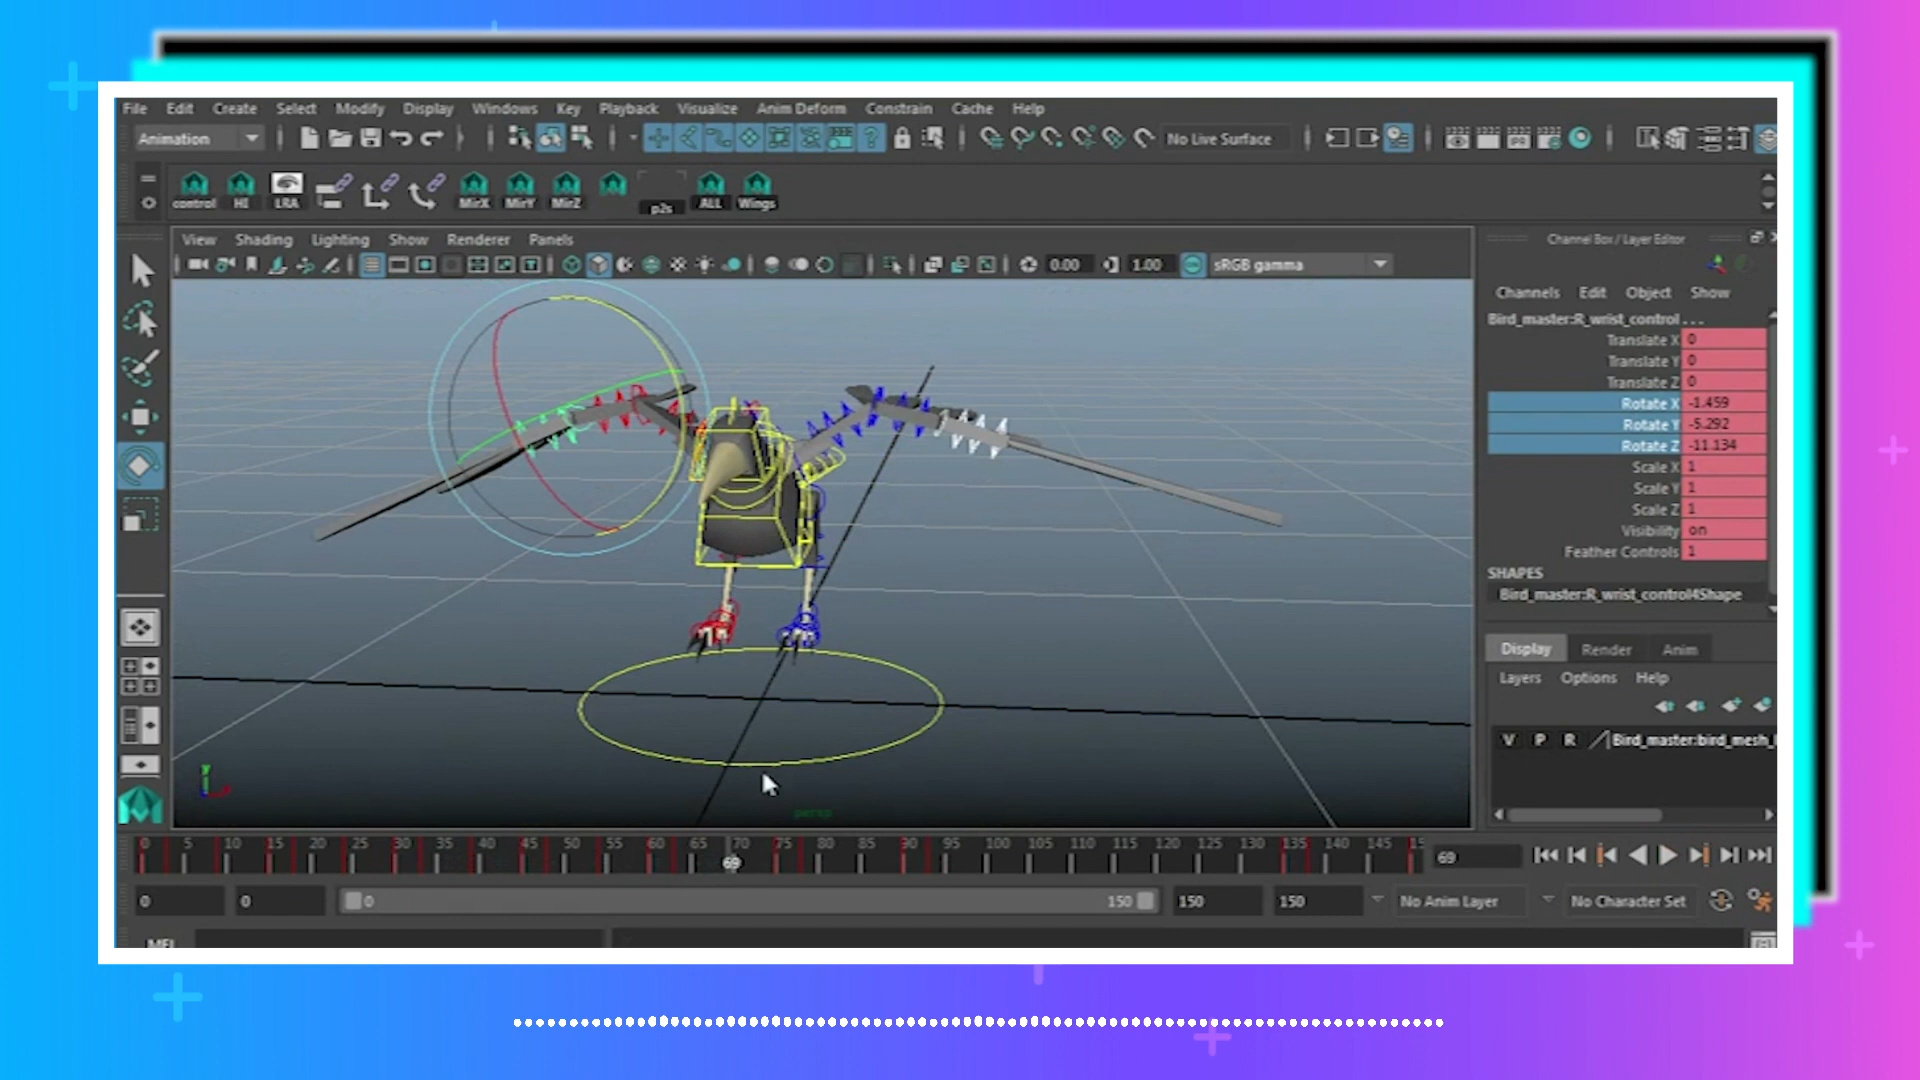 File Edit Create Select Modify Display Windows Key Playback Visualize Anim Deform Constrain Cache Help
Animation No Live Surface
control HI LRA MirX MirY MirZ p2s ALL Wings
View Shading Lighting Show Renderer Panels
0.00 1.00 sRGB gamma
Channel Box / Layer Editor
Channels Edit Object Show
Bird_master:R_wrist_control . . .
Translate X 0
Translate Y 0
Translate Z 0
Rotate X -1.459
Rotate Y -5.292
Rotate Z -11.134
Scale X 1
Scale Y 1
Scale Z 1
Visibility on
Feather Controls 1
SHAPES
Bird_master:R_wrist_control4Shape
Display Render Anim
Layers Options Help
V P R Bird_master:bird_mesh_
y
persp
0 5 10 15 20 25 30 35 40 45 50 55 60 65 70 75 80 85 90 95 100 105 110 115 120 125 130 135 140 145 15
69 69
0 0 0 150 150 150 No Anim Layer No Character Set
MEL